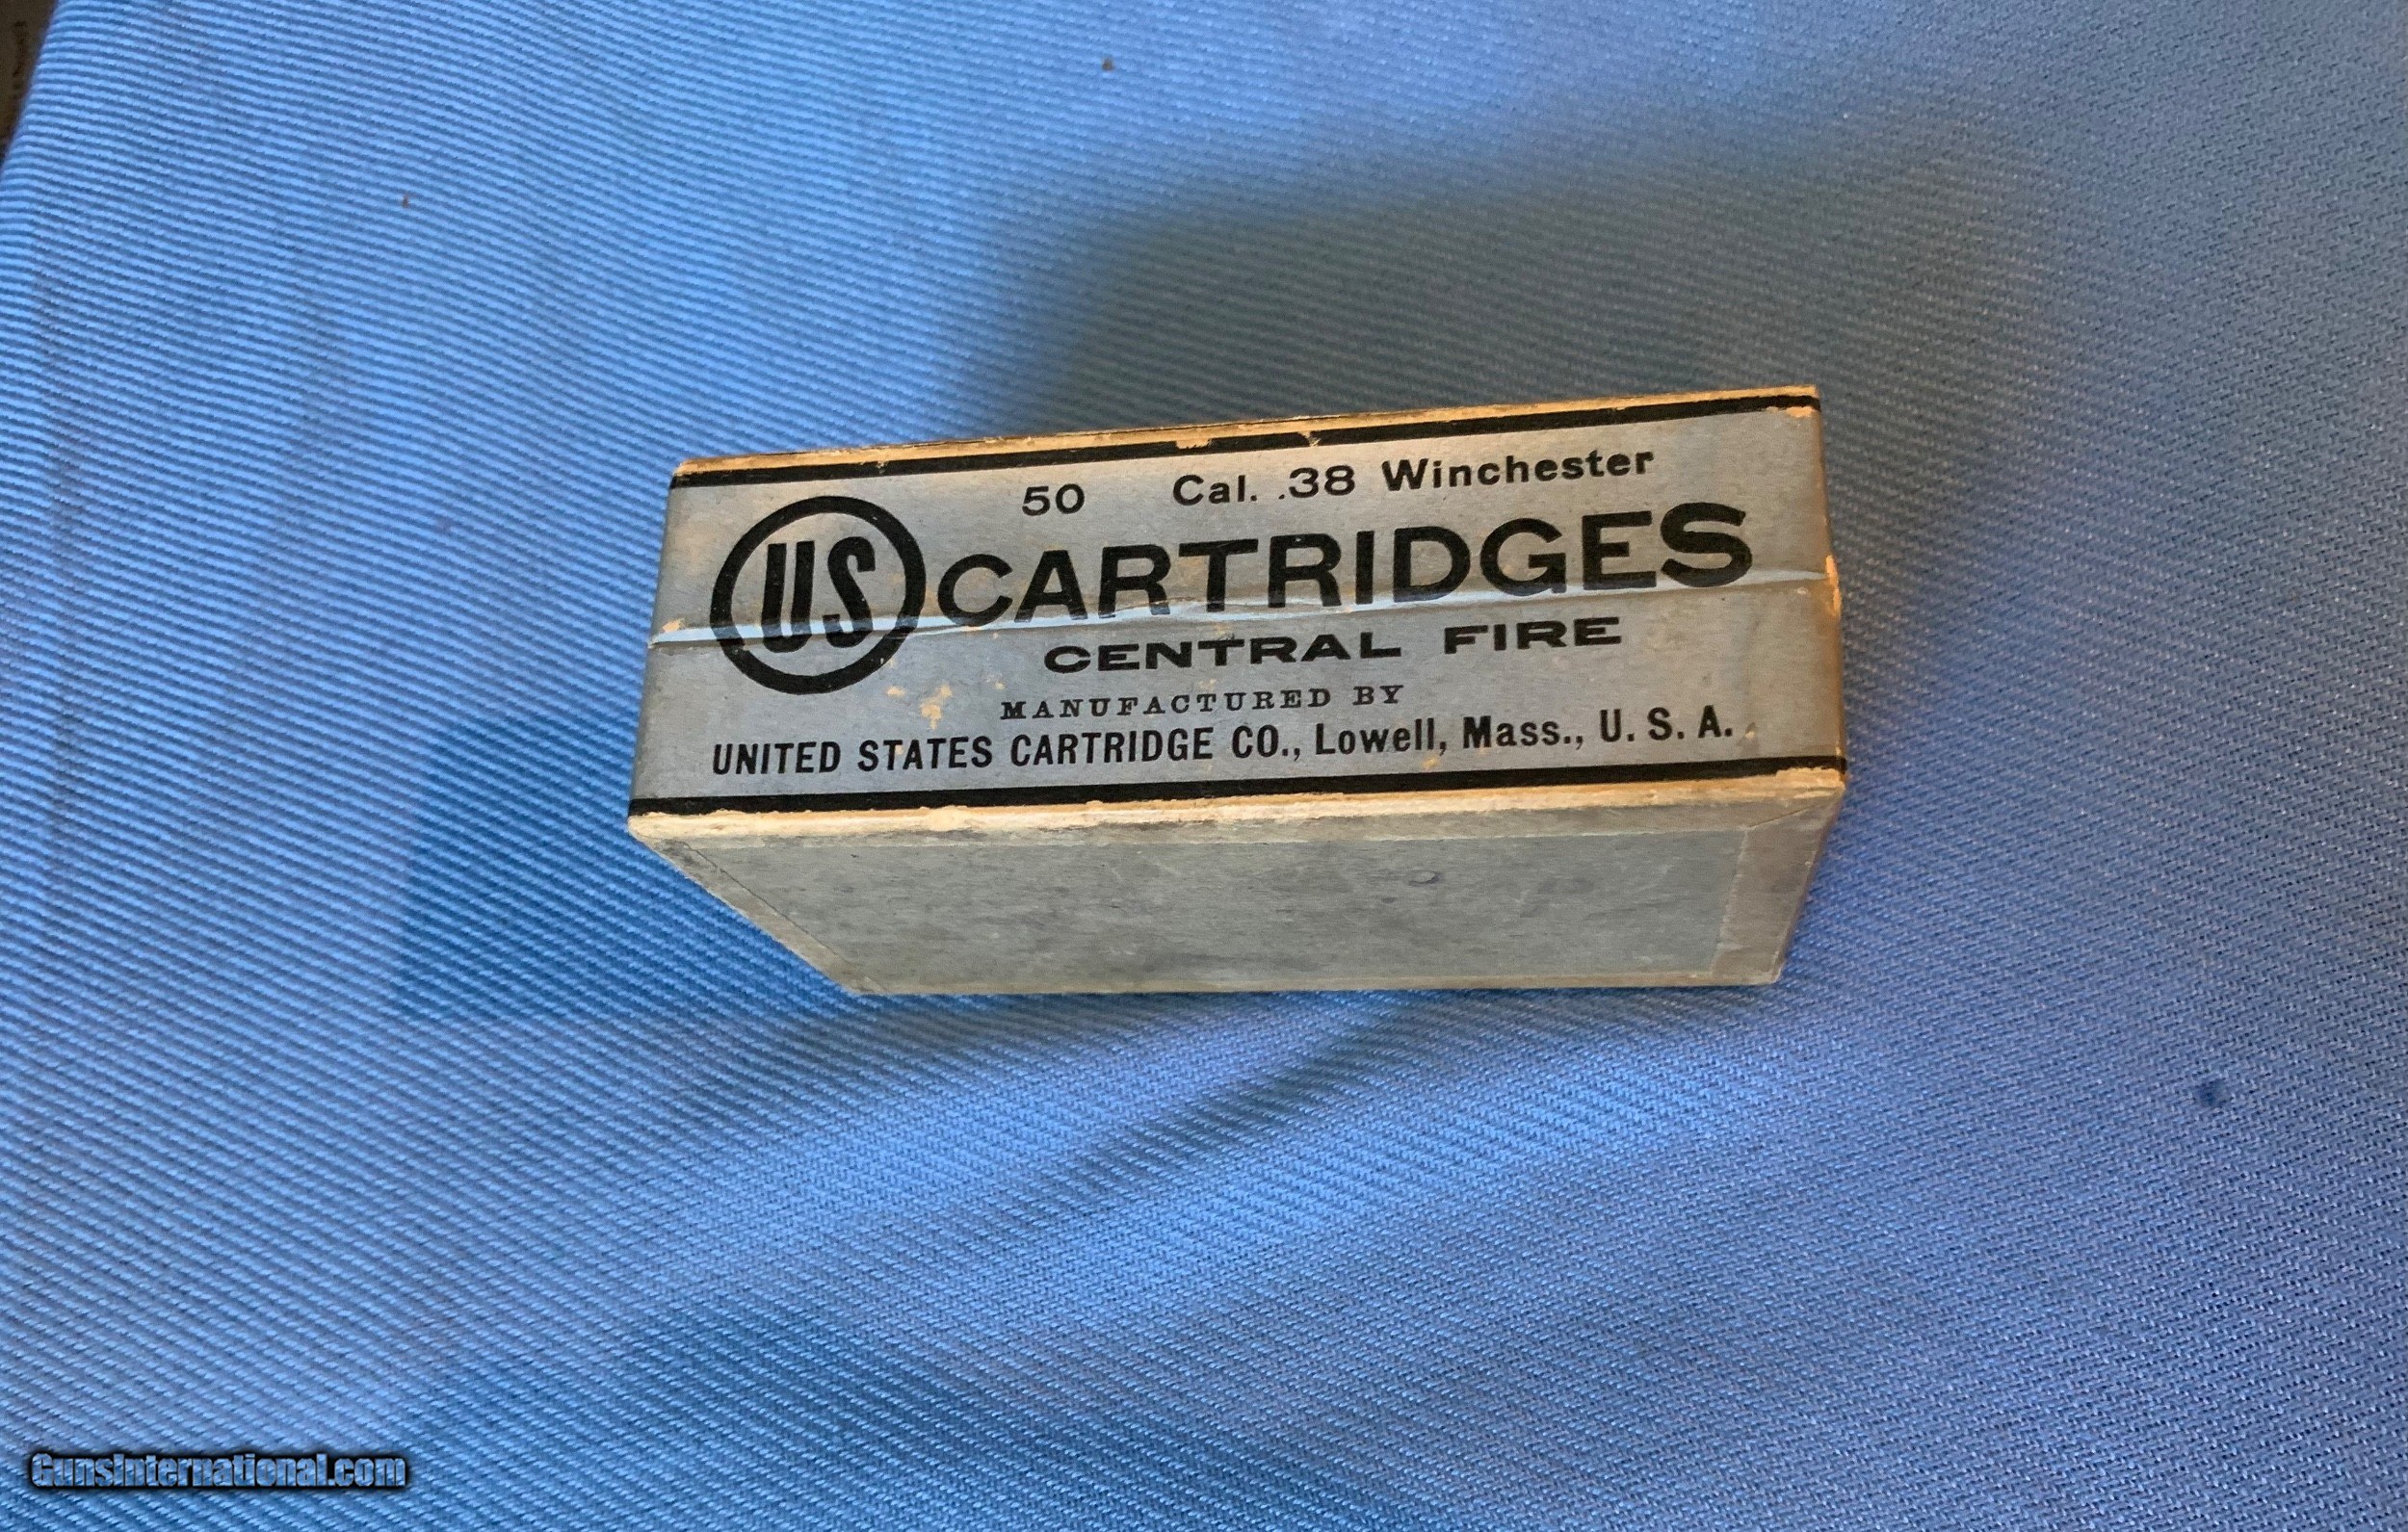 50 Cal. .38 Winchester
US CARTRIDGES
CENTRAL FIRE
MANUFACTURED BY
UNITED STATES CARTRIDGE CO., Lowell, Mass., U. S. A.
GunsInternational.com